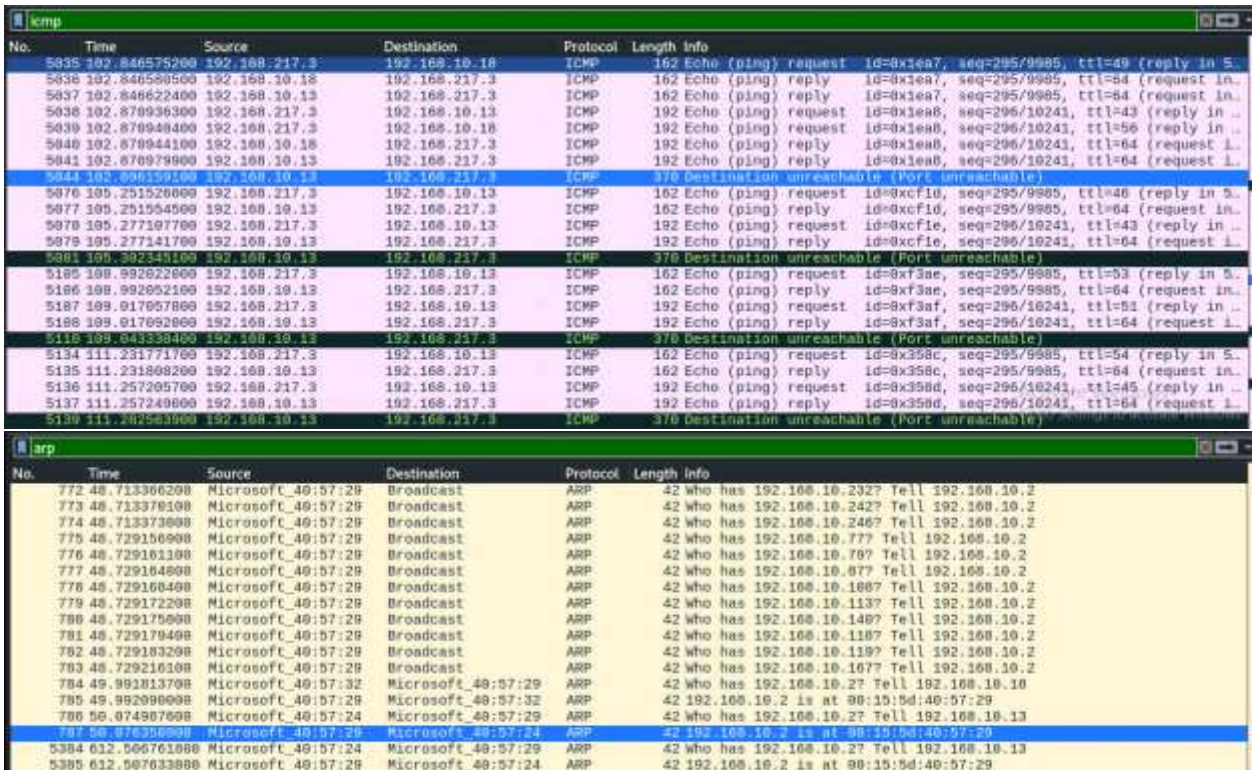 icmp
No. Time Source Destination Protocol Length Info
5035 102.846575200 192.168.217.3 192.168.10.18 ICMP 162 Echo (ping) request id=0x1ea7, seq=295/9985, ttl=49 (reply in 5…
5036 102.846580500 192.168.10.18 192.168.217.3 ICMP 162 Echo (ping) reply id=0x1ea7, seq=295/9985, ttl=64 (request in…
5037 102.846622400 192.168.10.13 192.168.217.3 ICMP 162 Echo (ping) reply id=0x1ea7, seq=295/9985, ttl=64 (request in…
5038 102.870936300 192.168.217.3 192.168.10.13 ICMP 192 Echo (ping) request id=0x1ea8, seq=296/10241, ttl=43 (reply in …
5039 102.870940400 192.168.217.3 192.168.10.18 ICMP 192 Echo (ping) request id=0x1ea8, seq=296/10241, ttl=56 (reply in …
5040 102.870944100 192.168.10.18 192.168.217.3 ICMP 192 Echo (ping) reply id=0x1ea8, seq=296/10241, ttl=64 (request i…
5041 102.870979900 192.168.10.13 192.168.217.3 ICMP 192 Echo (ping) reply id=0x1ea8, seq=296/10241, ttl=64 (request i…
5044 102.896159100 192.168.10.13 192.168.217.3 ICMP 370 Destination unreachable (Port unreachable)
5076 105.251526800 192.168.217.3 192.168.10.13 ICMP 162 Echo (ping) request id=0xcf1d, seq=295/9985, ttl=46 (reply in 5…
5077 105.251554500 192.168.10.13 192.168.217.3 ICMP 162 Echo (ping) reply id=0xcf1d, seq=295/9985, ttl=64 (request in…
5078 105.277107700 192.168.217.3 192.168.10.13 ICMP 192 Echo (ping) request id=0xcf1e, seq=296/10241, ttl=43 (reply in …
5079 105.277141700 192.168.10.13 192.168.217.3 ICMP 192 Echo (ping) reply id=0xcf1e, seq=296/10241, ttl=64 (request i…
5081 105.302345100 192.168.10.13 192.168.217.3 ICMP 370 Destination unreachable (Port unreachable)
5105 108.992022000 192.168.217.3 192.168.10.13 ICMP 162 Echo (ping) request id=0xf3ae, seq=295/9985, ttl=53 (reply in 5…
5106 108.992052100 192.168.10.13 192.168.217.3 ICMP 162 Echo (ping) reply id=0xf3ae, seq=295/9985, ttl=64 (request in…
5107 109.017057800 192.168.217.3 192.168.10.13 ICMP 192 Echo (ping) request id=0xf3af, seq=296/10241, ttl=51 (reply in …
5108 109.017092000 192.168.10.13 192.168.217.3 ICMP 192 Echo (ping) reply id=0xf3af, seq=296/10241, ttl=64 (request i…
5110 109.043330400 192.168.10.13 192.168.217.3 ICMP 370 Destination unreachable (Port unreachable)
5134 111.231771700 192.168.217.3 192.168.10.13 ICMP 162 Echo (ping) request id=0x358c, seq=295/9985, ttl=54 (reply in 5…
5135 111.231808200 192.168.10.13 192.168.217.3 ICMP 162 Echo (ping) reply id=0x358c, seq=295/9985, ttl=64 (request in…
5136 111.257205700 192.168.217.3 192.168.10.13 ICMP 192 Echo (ping) request id=0x358d, seq=296/10241, ttl=45 (reply in …
5137 111.257240000 192.168.10.13 192.168.217.3 ICMP 192 Echo (ping) reply id=0x358d, seq=296/10241, ttl=64 (request i…
5139 111.282563900 192.168.10.13 192.168.217.3 ICMP 370 Destination unreachable (Port unreachable)
arp
No. Time Source Destination Protocol Length Info
772 48.713366200 Microsoft_40:57:29 Broadcast ARP 42 Who has 192.168.10.232? Tell 192.168.10.2
773 48.713370100 Microsoft_40:57:29 Broadcast ARP 42 Who has 192.168.10.242? Tell 192.168.10.2
774 48.713373000 Microsoft_40:57:29 Broadcast ARP 42 Who has 192.168.10.246? Tell 192.168.10.2
775 48.729156900 Microsoft_40:57:29 Broadcast ARP 42 Who has 192.168.10.77? Tell 192.168.10.2
776 48.729161100 Microsoft_40:57:29 Broadcast ARP 42 Who has 192.168.10.79? Tell 192.168.10.2
777 48.729164800 Microsoft_40:57:29 Broadcast ARP 42 Who has 192.168.10.87? Tell 192.168.10.2
778 48.729168400 Microsoft_40:57:29 Broadcast ARP 42 Who has 192.168.10.108? Tell 192.168.10.2
779 48.729172200 Microsoft_40:57:29 Broadcast ARP 42 Who has 192.168.10.113? Tell 192.168.10.2
780 48.729175900 Microsoft_40:57:29 Broadcast ARP 42 Who has 192.168.10.140? Tell 192.168.10.2
781 48.729179400 Microsoft_40:57:29 Broadcast ARP 42 Who has 192.168.10.118? Tell 192.168.10.2
782 48.729183200 Microsoft_40:57:29 Broadcast ARP 42 Who has 192.168.10.119? Tell 192.168.10.2
783 48.729216100 Microsoft_40:57:29 Broadcast ARP 42 Who has 192.168.10.167? Tell 192.168.10.2
784 49.991813700 Microsoft_40:57:32 Microsoft_40:57:29 ARP 42 Who has 192.168.10.2? Tell 192.168.10.18
785 49.992090000 Microsoft_40:57:29 Microsoft_40:57:32 ARP 42 192.168.10.2 is at 00:15:5d:40:57:29
786 50.074907600 Microsoft_40:57:24 Microsoft_40:57:29 ARP 42 Who has 192.168.10.2? Tell 192.168.10.13
787 50.076350900 Microsoft_40:57:29 Microsoft_40:57:24 ARP 42 192.168.10.2 is at 00:15:5d:40:57:29
5384 612.506761800 Microsoft_40:57:24 Microsoft_40:57:29 ARP 42 Who has 192.168.10.2? Tell 192.168.10.13
5385 612.507633800 Microsoft_40:57:29 Microsoft_40:57:24 ARP 42 192.168.10.2 is at 00:15:5d:40:57:29